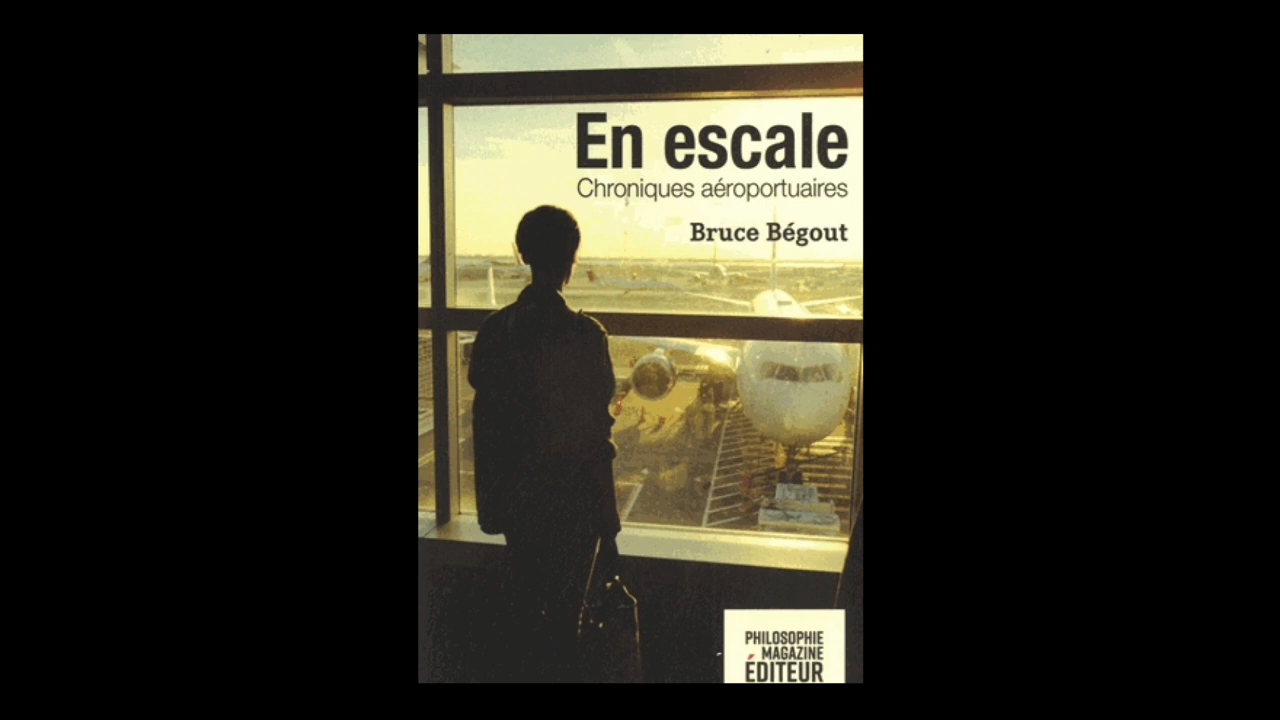 En escale
Chroniques aéroportuaires
Bruce Bégout
PHILOSOPHIE
MAGAZINE
ÉDITEUR